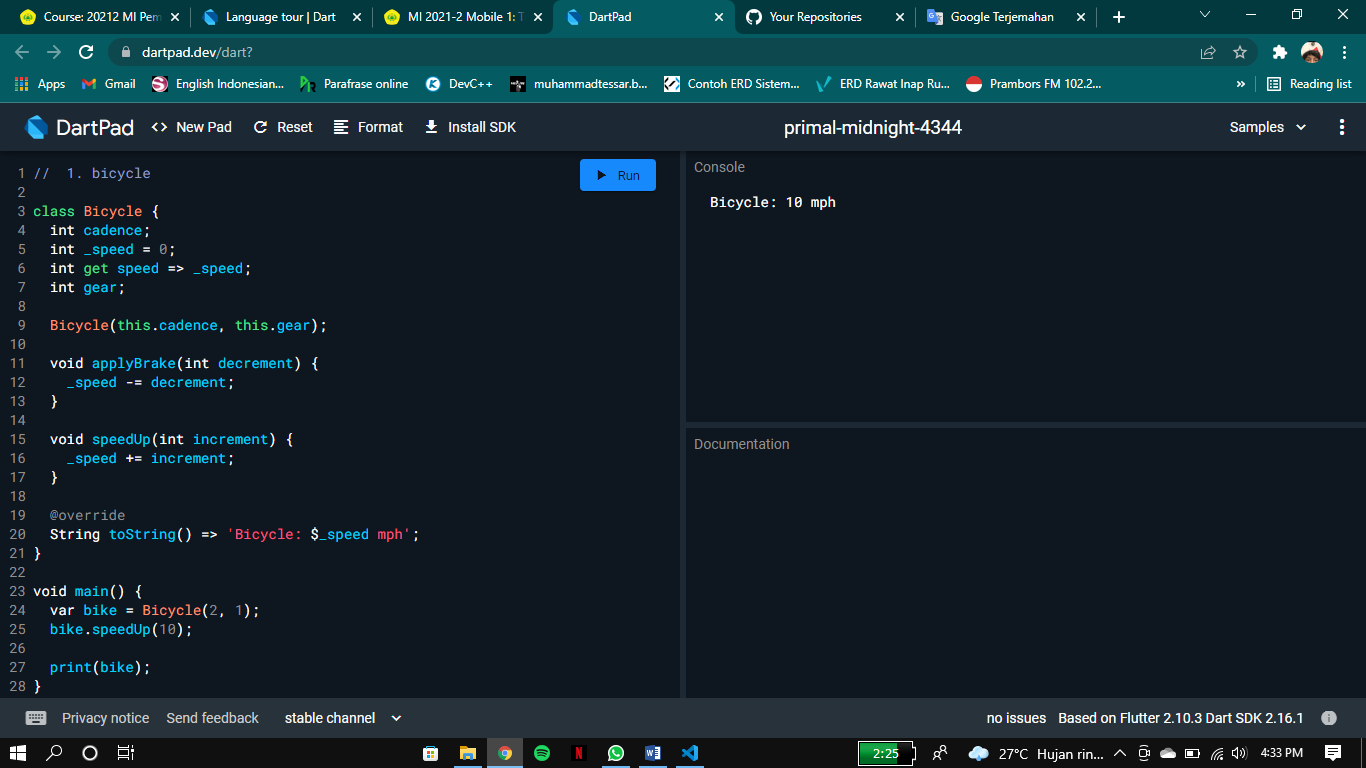 Course: 20212 MI Pem
Language tour | Dart
MI 2021-2 Mobile 1: T
DartPad
Your Repositories
Google Terjemahan
dartpad.dev/dart?
Apps
Gmail
English Indonesian...
Parafrase online
DevC++
muhammadtessar.b...
Contoh ERD Sistem...
ERD Rawat Inap Ru...
Prambors FM 102.2...
»
Reading list
DartPad
<> New Pad
Reset
Format
Install SDK
primal-midnight-4344
Samples
Run
1 //  1. bicycle
2
3 class Bicycle {
4   int cadence;
5   int _speed = 0;
6   int get speed => _speed;
7   int gear;
8
9   Bicycle(this.cadence, this.gear);
10
11   void applyBrake(int decrement) {
12     _speed -= decrement;
13   }
14
15   void speedUp(int increment) {
16     _speed += increment;
17   }
18
19   @override
20   String toString() => 'Bicycle: $_speed mph';
21 }
22
23 void main() {
24   var bike = Bicycle(2, 1);
25   bike.speedUp(10);
26
27   print(bike);
28 }
Console
Bicycle: 10 mph
Documentation
Privacy notice
Send feedback
stable channel
no issues
Based on Flutter 2.10.3 Dart SDK 2.16.1
2:25
27°C Hujan rin...
4:33 PM